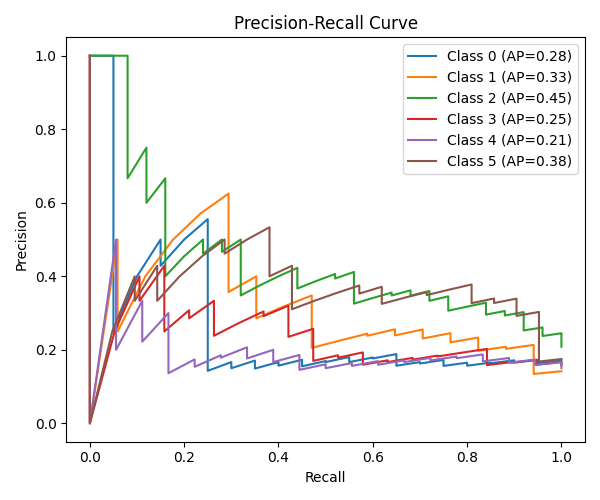 Precision-Recall Curve
Precision
1.0
0.8
0.6
0.4
0.2
0.0
Class 0 (AP=0.28)
Class 1 (AP=0.33)
Class 2 (AP=0.45)
Class 3 (AP=0.25)
Class 4 (AP=0.21)
Class 5 (AP=0.38)
0.0 0.2 0.4 0.6 0.8 1.0
Recall